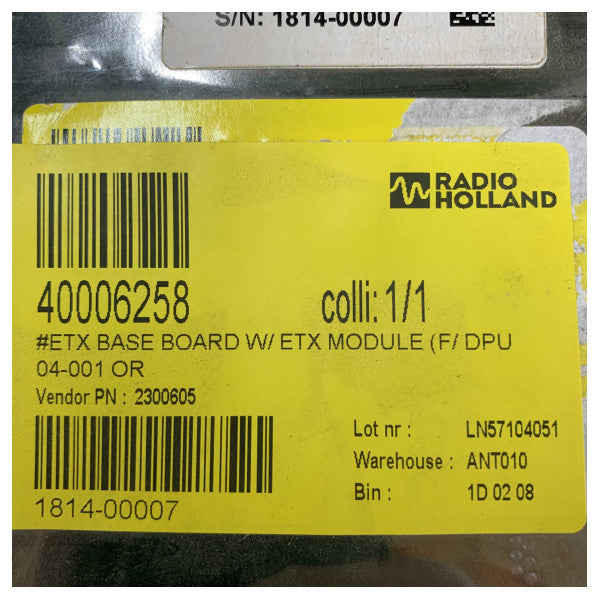 S/N: 1814-00007
RADIO
HOLLAND
40006258 colli: 1/1
#ETX BASE BOARD W/ ETX MODULE (F/ DPU
04-001 OR
Vendor PN : 2300605
Lot nr : LN57104051
Warehouse : ANT010
Bin : 1D 02 08
1814-00007